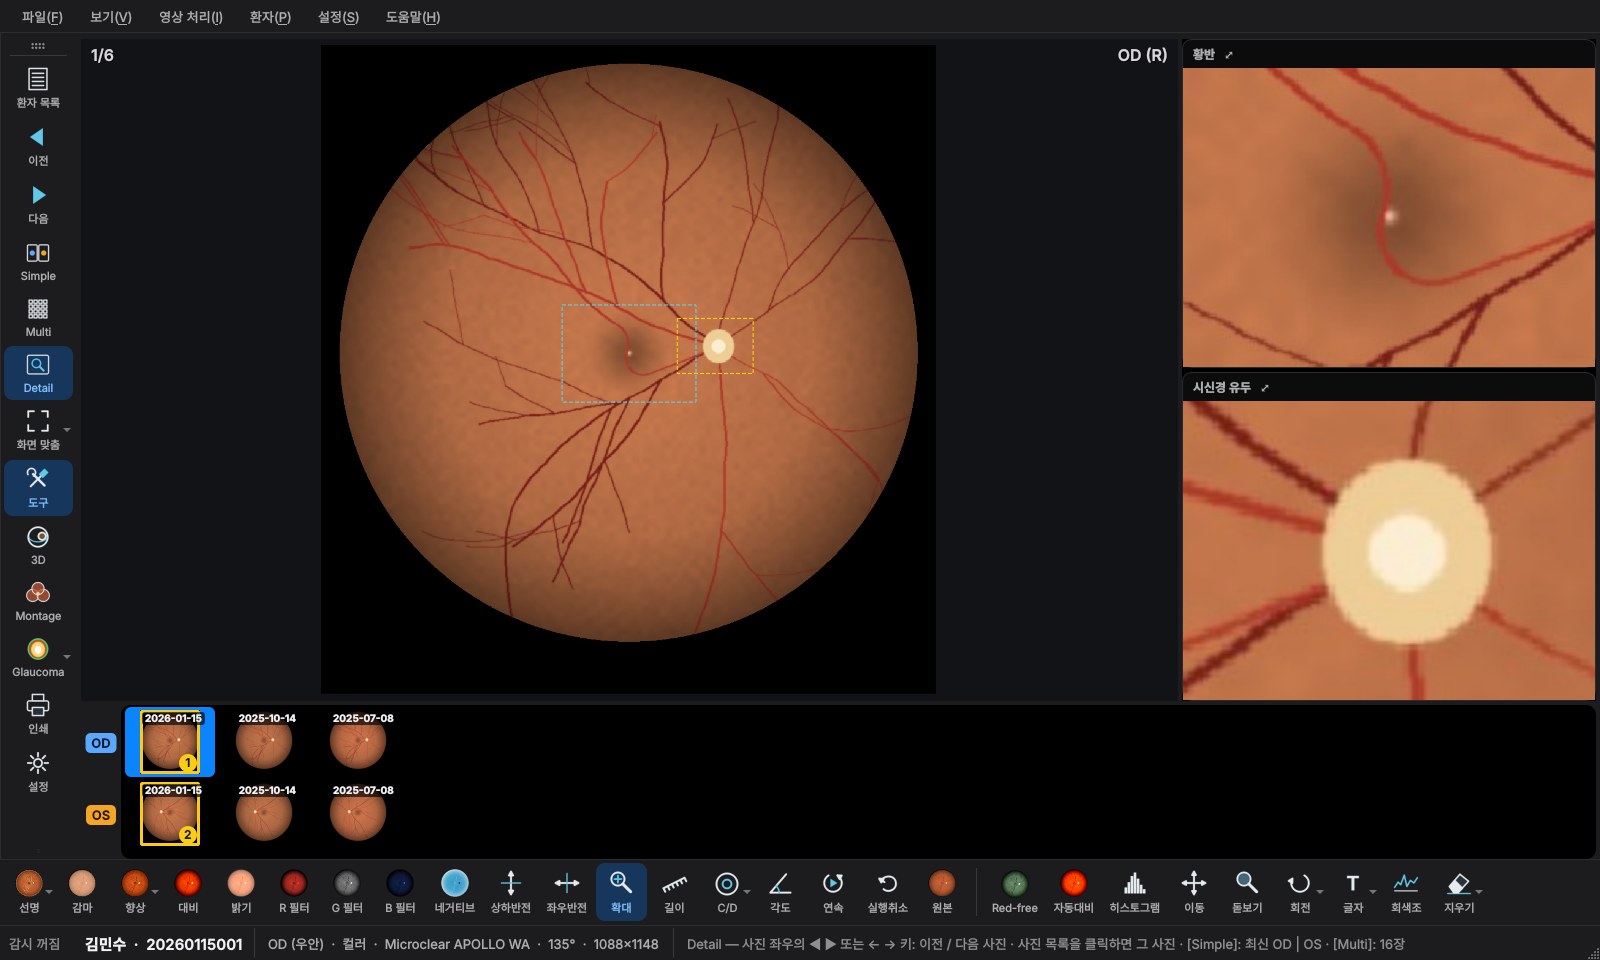 파일(F) 보기(V) 영상 처리(I) 환자(P) 설정(S) 도움말(H)
환자 목록
이전
다음
Simple
Multi
Detail
화면 맞춤
도구
3D
Montage
Glaucoma
인쇄
설정
1/6
OD (R)
황반
시신경 유두
OD
2026-01-15 2025-10-14 2025-07-08
1
OS
2026-01-15 2025-10-14 2025-07-08
2
선명 감마 향상 대비 밝기 R 필터 G 필터 B 필터 네거티브 상하반전 좌우반전 확대 길이 C/D 각도 연속 실행취소 원본 Red-free 자동대비 히스토그램 이동 돋보기 회전 글자 회색조 지우기
감시 꺼짐 김민수 · 20260115001 OD (우안) · 컬러 · Microclear APOLLO WA · 135° · 1088×1148 Detail — 사진 좌우의 ◀ ▶ 또는 ← → 키: 이전 / 다음 사진 · 사진 목록을 클릭하면 그 사진 · [Simple]: 최신 OD | OS · [Multi]: 16장